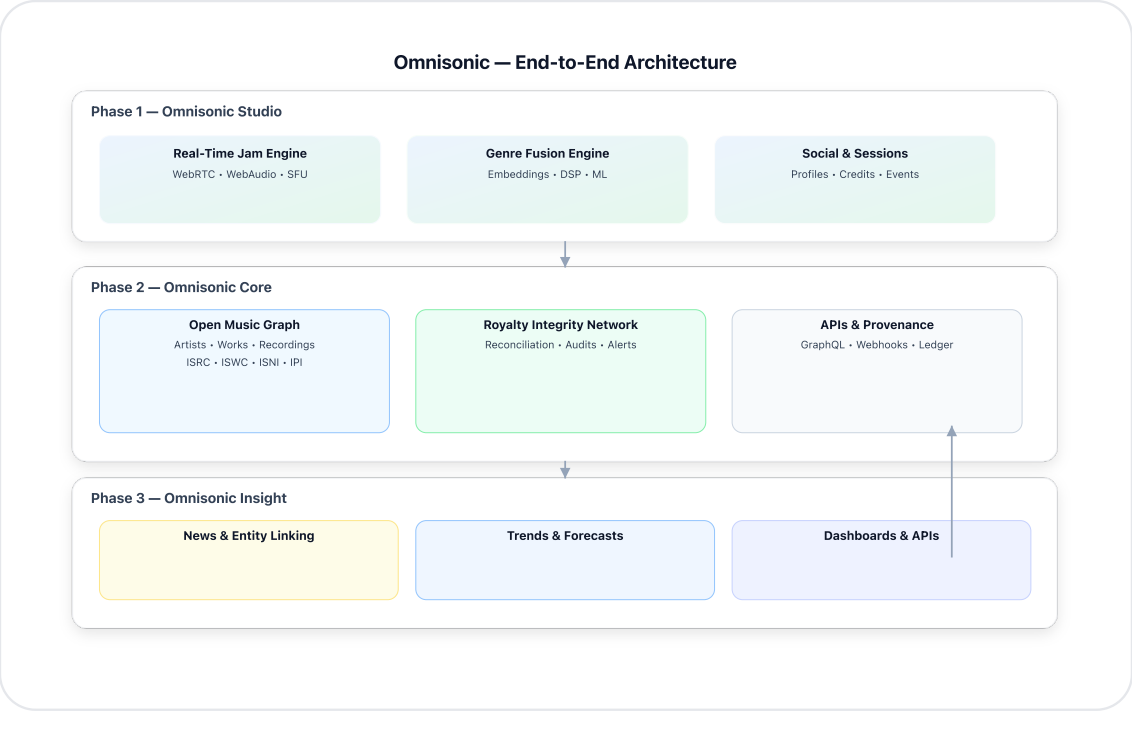 Omnisonic — End-to-End Architecture
Phase 1 — Omnisonic Studio
Real-Time Jam Engine
WebRTC • WebAudio • SFU
Genre Fusion Engine
Embeddings • DSP • ML
Social & Sessions
Profiles • Credits • Events
Phase 2 — Omnisonic Core
Open Music Graph
Artists • Works • Recordings
ISRC • ISWC • ISNI • IPI
Royalty Integrity Network
Reconciliation • Audits • Alerts
APIs & Provenance
GraphQL • Webhooks • Ledger
Phase 3 — Omnisonic Insight
News & Entity Linking
Trends & Forecasts
Dashboards & APIs